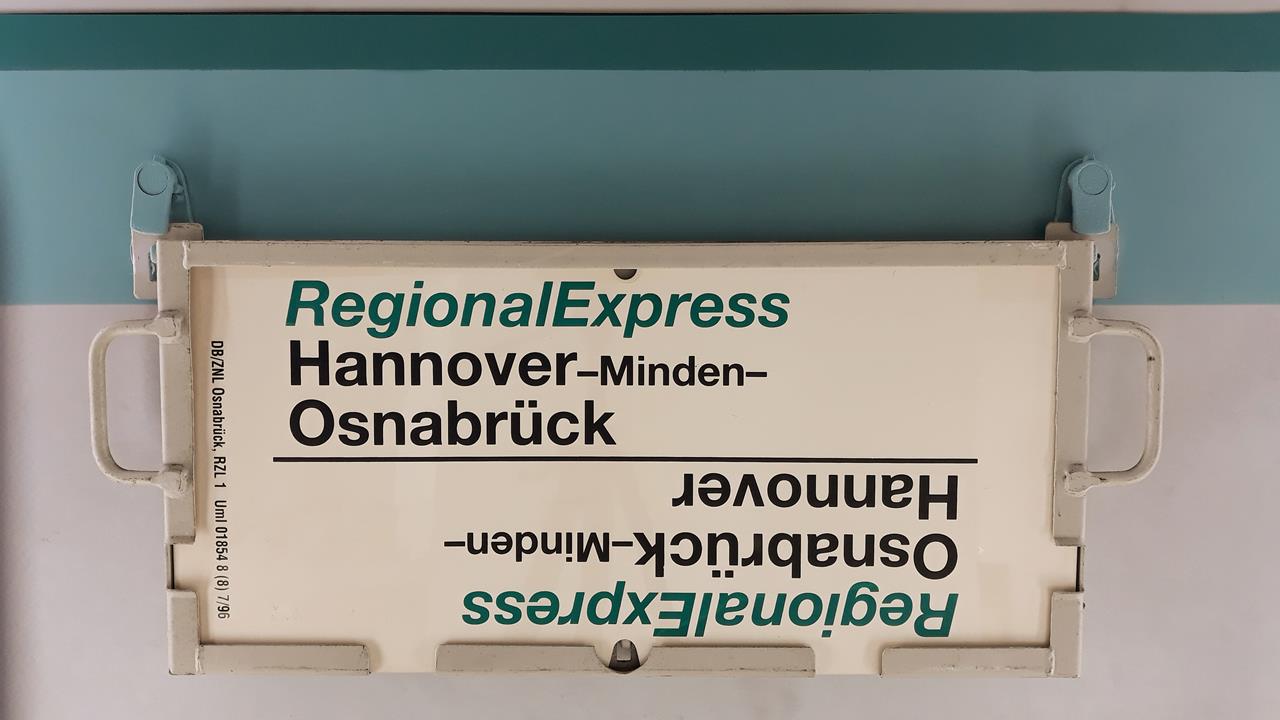 RegionalExpress
Hannover–Minden–
Osnabrück
RegionalExpress
Osnabrück–Minden–
Hannover
DB/ZNL Osnabrück, RZL 1 Uml 01854 8 (8) 7/96